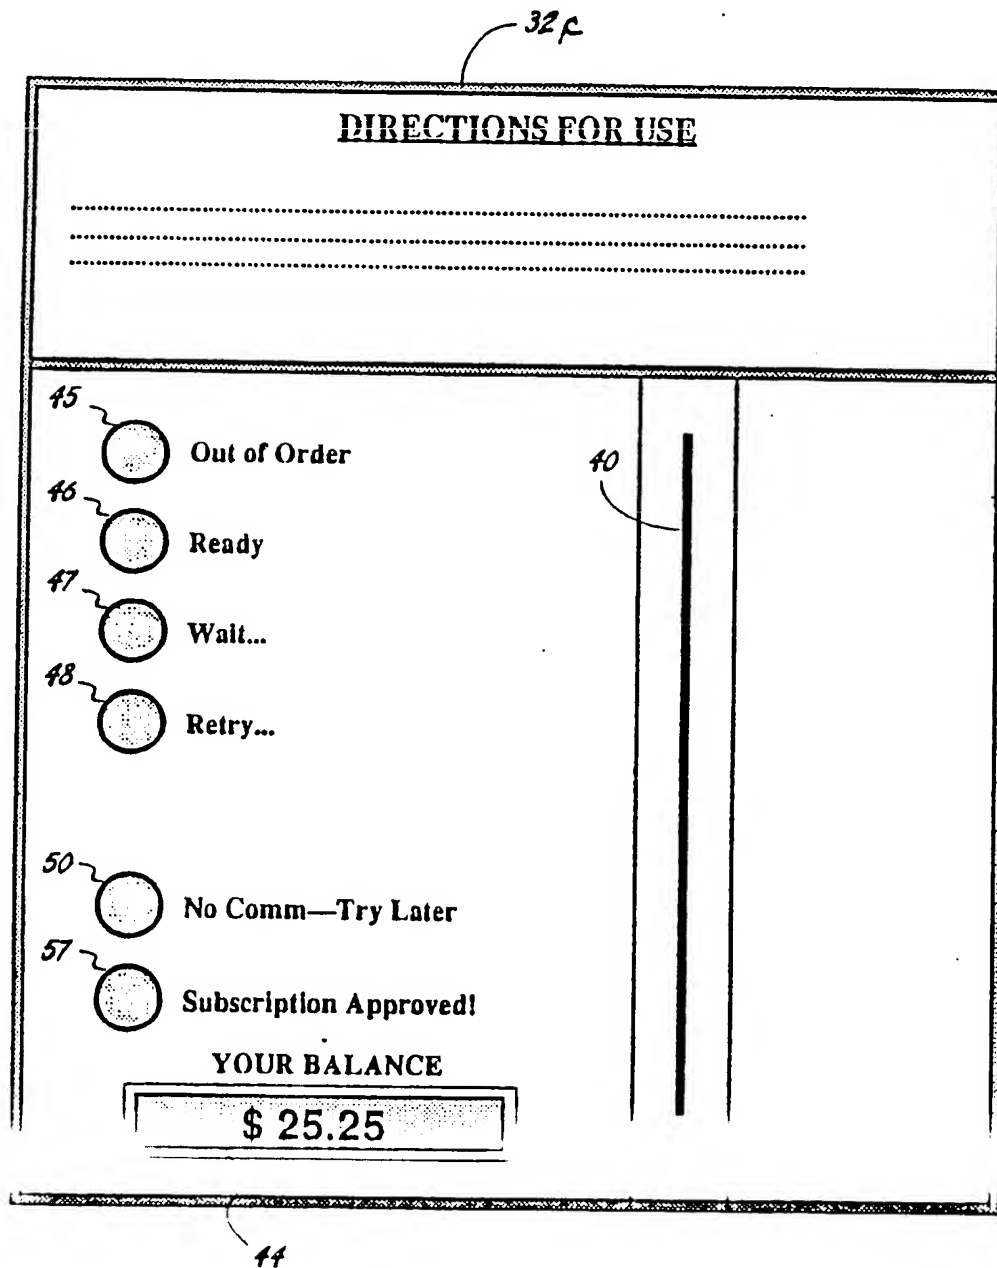 32c
DIRECTIONS FOR USE
45
Out of Order
40
46
Ready
47
Wait...
48
Retry...
50
No Comm—Try Later
57
Subscription Approved!
YOUR BALANCE
$ 25.25
44